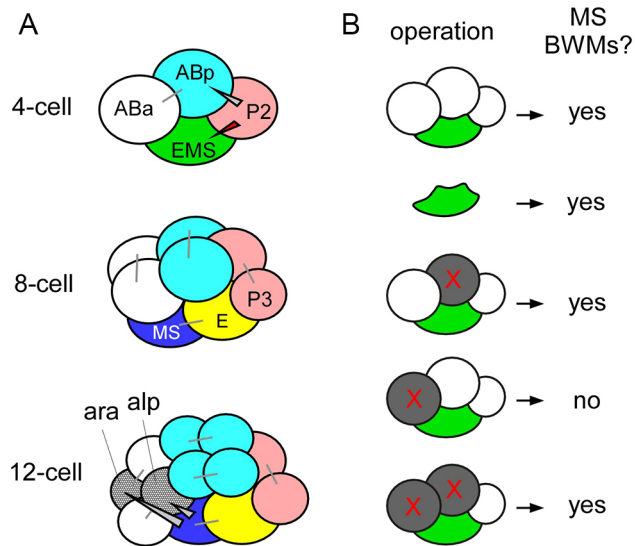 A
4-cell
ABa
ABp
P2
EMS
8-cell
P3
MS
E
ara
alp
12-cell
B
operation
MS
BWMs?
yes
yes
X
yes
X
no
X
X
yes